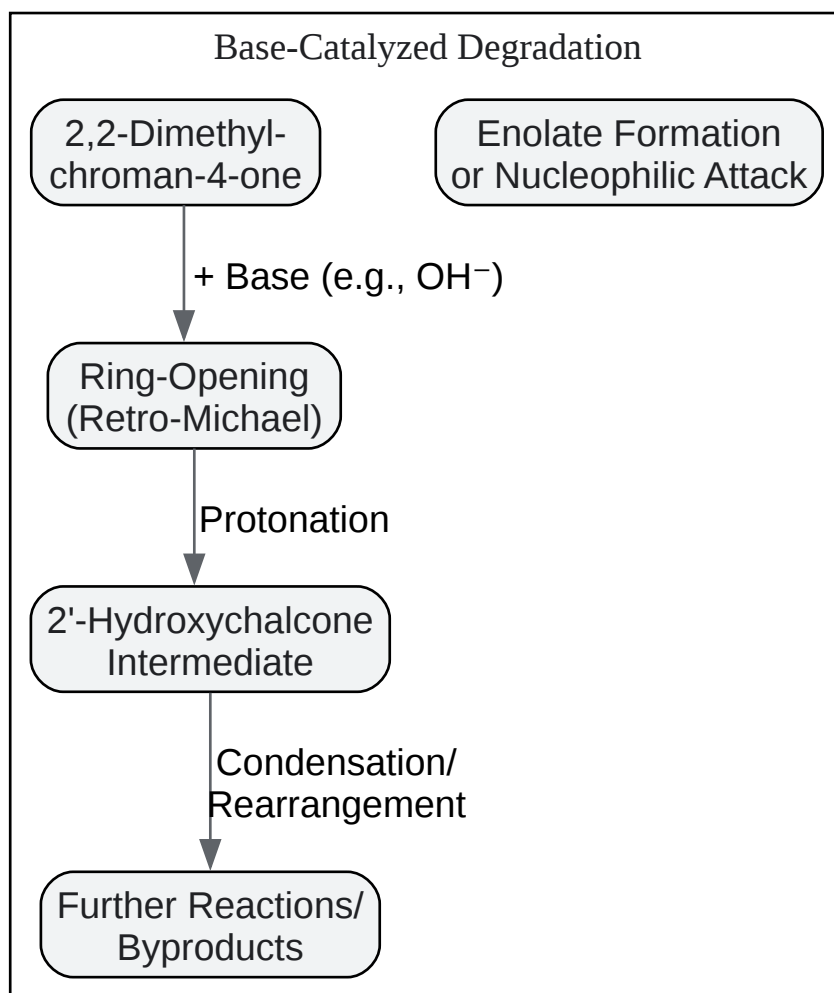 Base-Catalyzed Degradation
2,2-Dimethyl-
chroman-4-one
Enolate Formation
or Nucleophilic Attack
+ Base (e.g., OH⁻)
Ring-Opening
(Retro-Michael)
Protonation
2'-Hydroxychalcone
Intermediate
Condensation/
Rearrangement
Further Reactions/
Byproducts